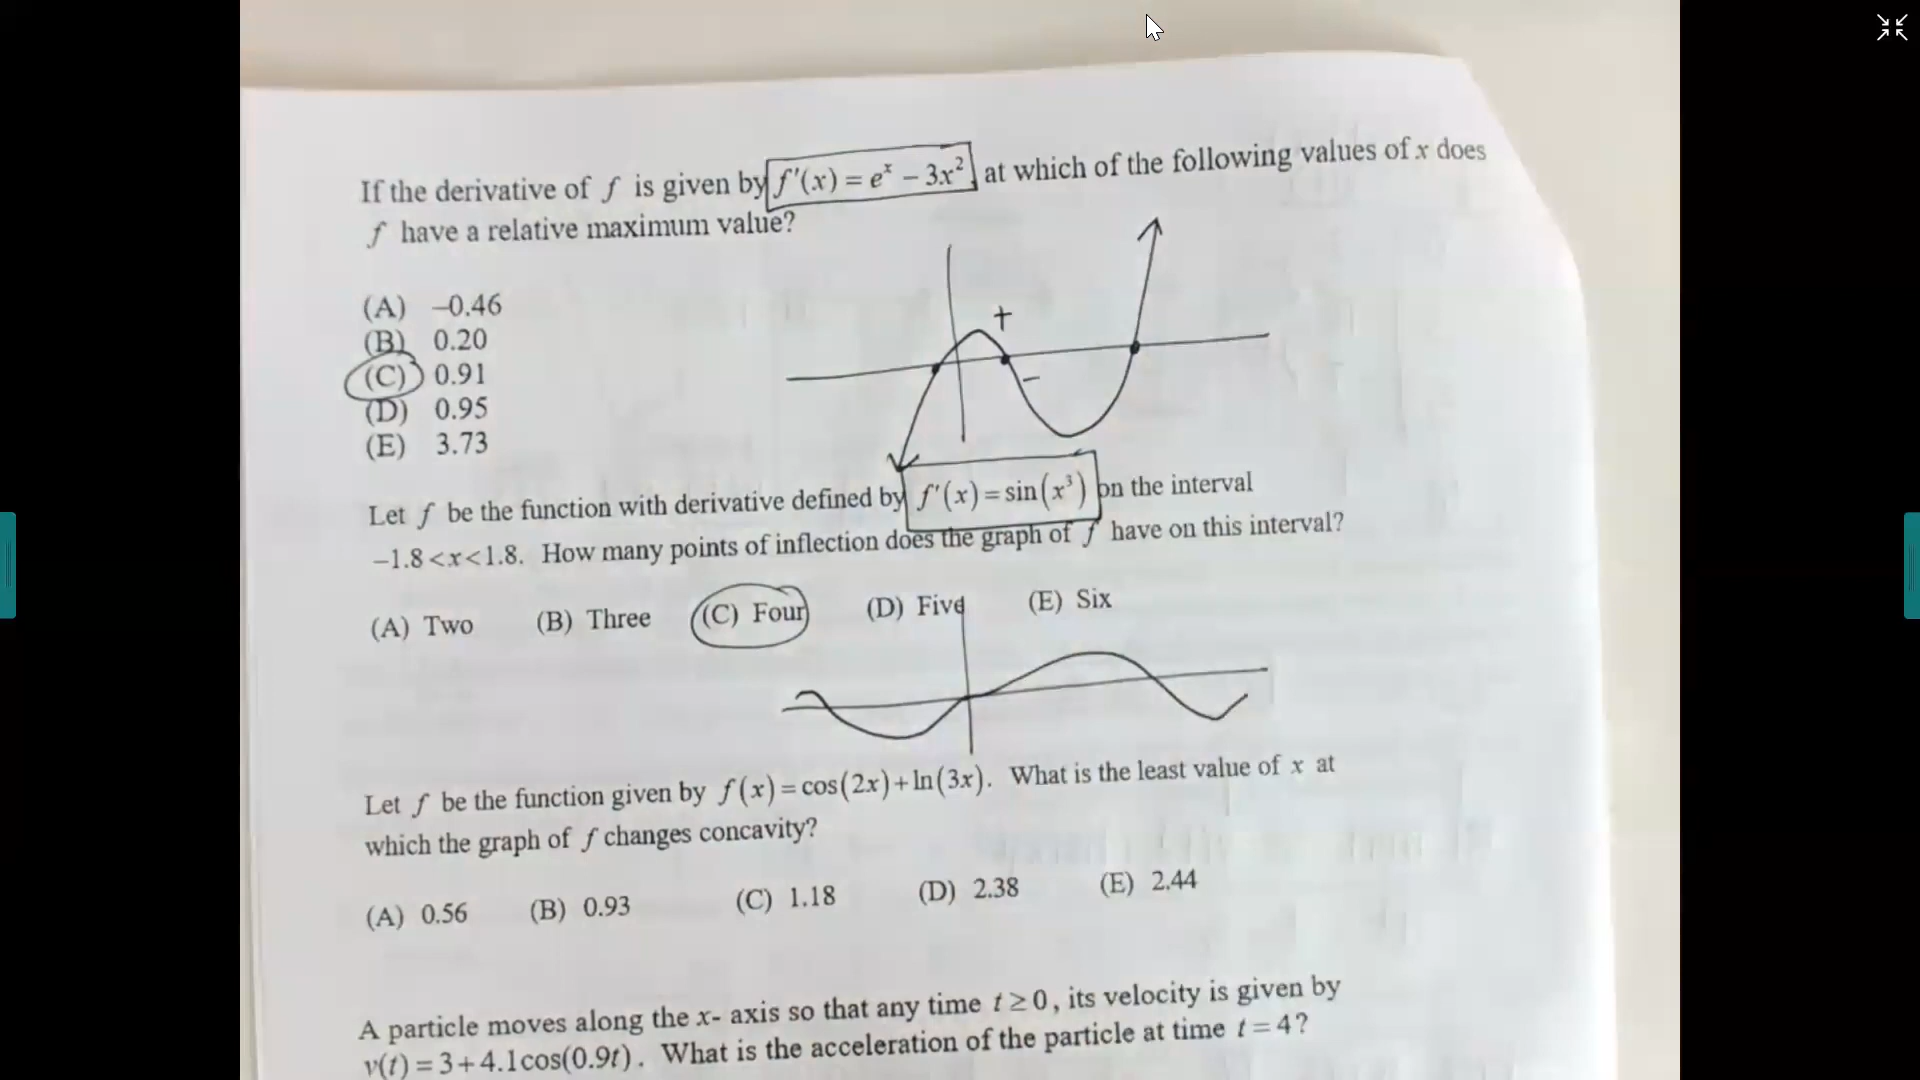 If the derivative of f is given by f'(x) = eˣ − 3x², at which of the following values of x does
f have a relative maximum value?
(A) −0.46
(B) 0.20
(C) 0.91
(D) 0.95
(E) 3.73
+
−
Let f be the function with derivative defined by f'(x) = sin(x³) on the interval
−1.8 < x < 1.8. How many points of inflection does the graph of f have on this interval?
(A) Two (B) Three (C) Four (D) Five (E) Six
Let f be the function given by f(x) = cos(2x) + ln(3x). What is the least value of x at
which the graph of f changes concavity?
(A) 0.56 (B) 0.93 (C) 1.18 (D) 2.38 (E) 2.44
A particle moves along the x- axis so that any time t ≥ 0, its velocity is given by
v(t) = 3 + 4.1cos(0.9t). What is the acceleration of the particle at time t = 4?